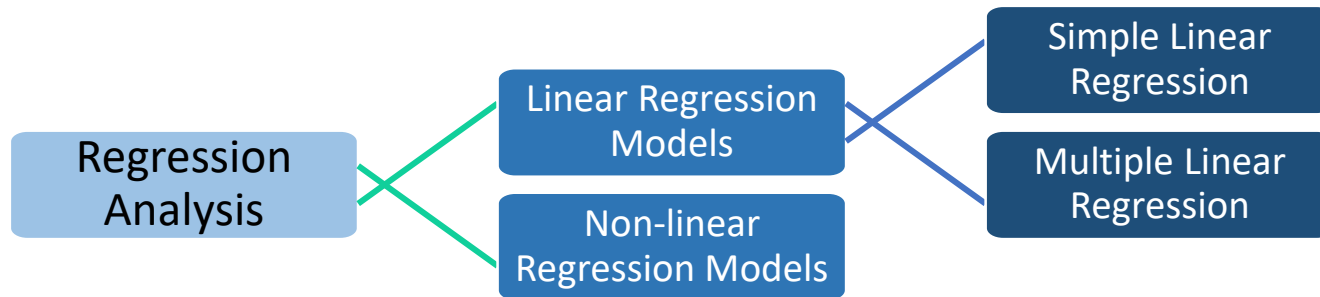 Regression
Analysis
Linear Regression
Models
Non-linear
Regression Models
Simple Linear
Regression
Multiple Linear
Regression